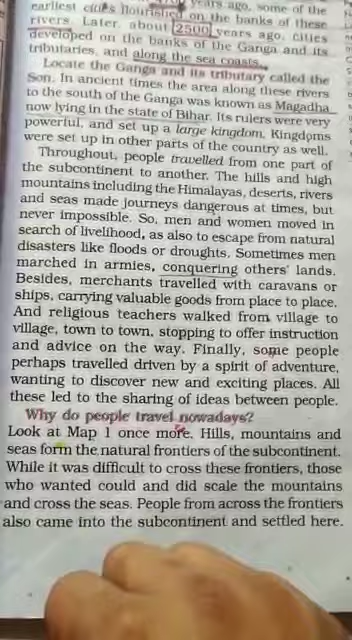 years ago, some of the
earliest cities flourished on the banks of these
rivers. Later, about 2500 years ago, cities
developed on the banks of the Ganga and its
tributaries, and along the sea coasts.
Locate the Ganga and its tributary called the
Son. In ancient times the area along these rivers
to the south of the Ganga was known as Magadha
now lying in the state of Bihar. Its rulers were very
powerful, and set up a large kingdom. Kingdoms
were set up in other parts of the country as well.
Throughout, people travelled from one part of
the subcontinent to another. The hills and high
mountains including the Himalayas, deserts, rivers
and seas made journeys dangerous at times, but
never impossible. So, men and women moved in
search of livelihood, as also to escape from natural
disasters like floods or droughts. Sometimes men
marched in armies, conquering others' lands.
Besides, merchants travelled with caravans or
ships, carrying valuable goods from place to place.
And religious teachers walked from village to
village, town to town, stopping to offer instruction
and advice on the way. Finally, some people
perhaps travelled driven by a spirit of adventure,
wanting to discover new and exciting places. All
these led to the sharing of ideas between people.
Why do people travel nowadays?
Look at Map 1 once more. Hills, mountains and
seas form the natural frontiers of the subcontinent.
While it was difficult to cross these frontiers, those
who wanted could and did scale the mountains
and cross the seas. People from across the frontiers
also came into the subcontinent and settled here.